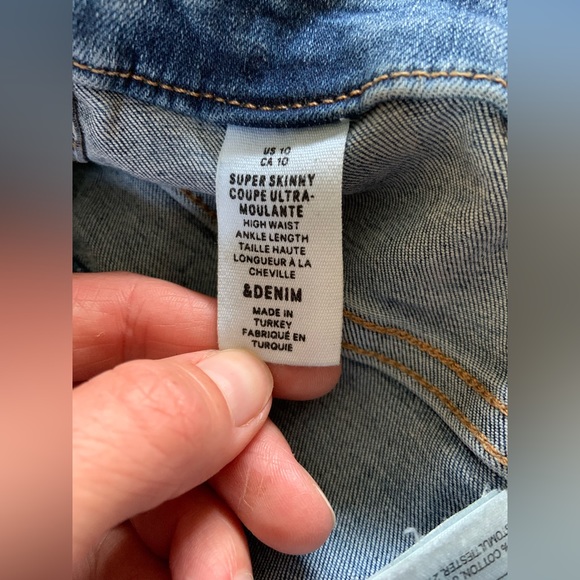 US 10
CA 10
SUPER SKINNY
COUPE ULTRA-
MOULANTE
HIGH WAIST
ANKLE LENGTH
TAILLE HAUTE
LONGUEUR À LA
CHEVILLE
&DENIM
MADE IN
TURKEY
FABRIQUÉ EN
TURQUIE
% COTTON